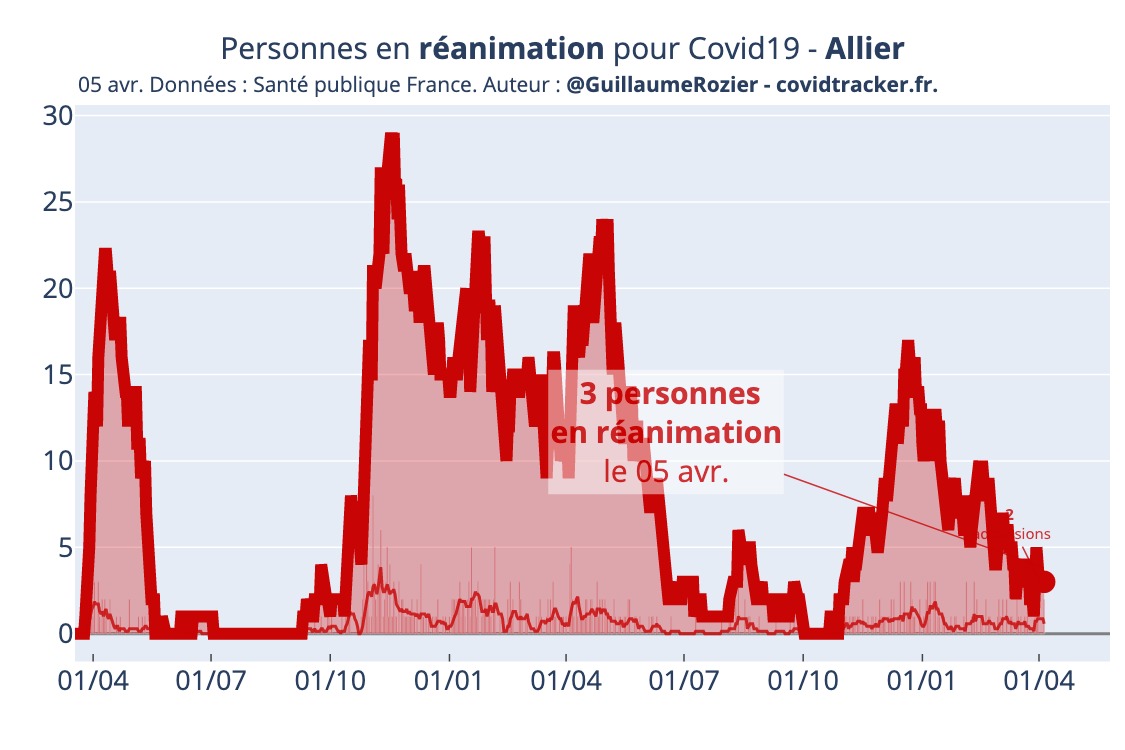 Personnes en réanimation pour Covid19 - Allier
05 avr. Données : Santé publique France. Auteur : @GuillaumeRozier - covidtracker.fr.
30
25
20
15
10
5
0
3 personnes
en réanimation
le 05 avr.
2
01/04 01/07 01/10 01/01 01/04 01/07 01/10 01/01 01/04